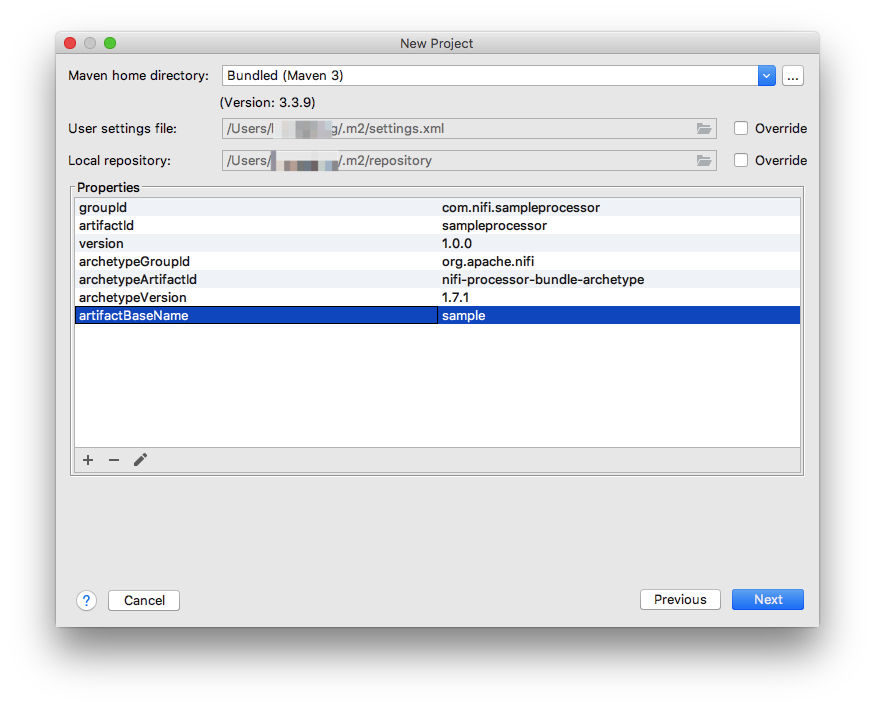 New Project
Maven home directory: Bundled (Maven 3) ...
(Version: 3.3.9)
User settings file: /Users/ /.m2/settings.xml Override
Local repository: /Users/ /.m2/repository Override
Properties
groupId com.nifi.sampleprocessor
artifactId sampleprocessor
version 1.0.0
archetypeGroupId org.apache.nifi
archetypeArtifactId nifi-processor-bundle-archetype
archetypeVersion 1.7.1
artifactBaseName sample
? Cancel Previous Next